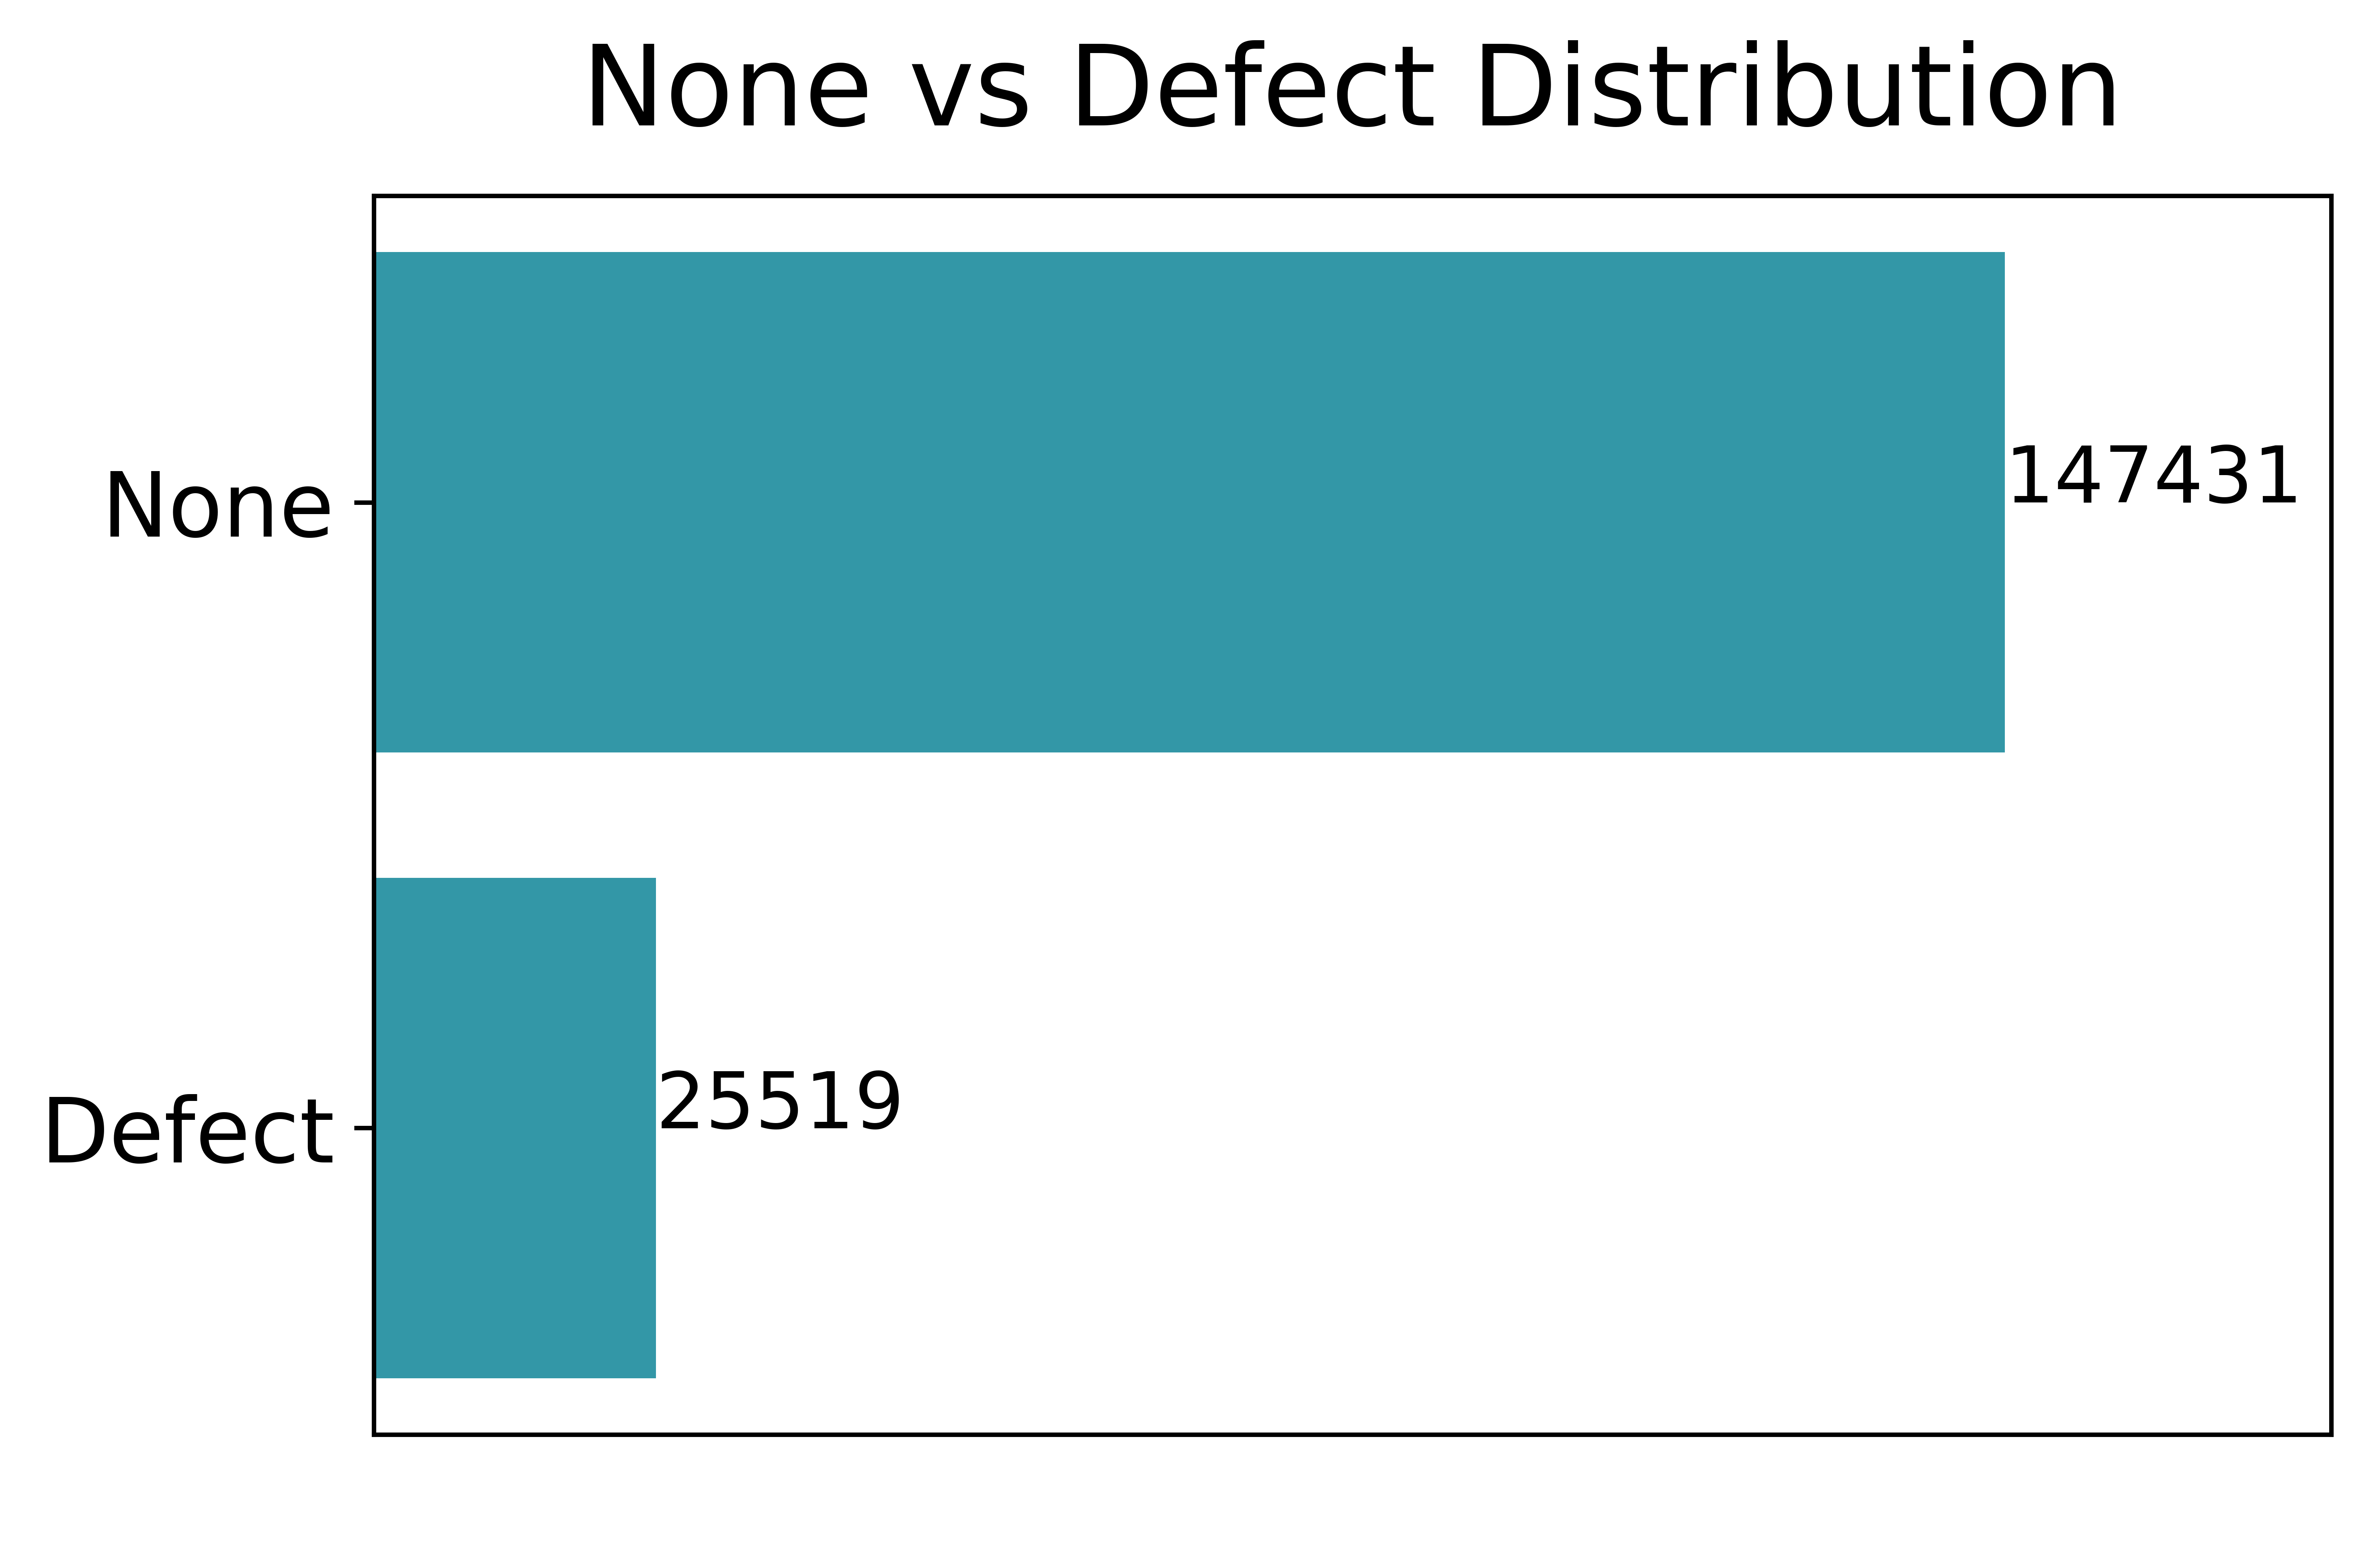 None vs Defect Distribution
None
147431
Defect
25519